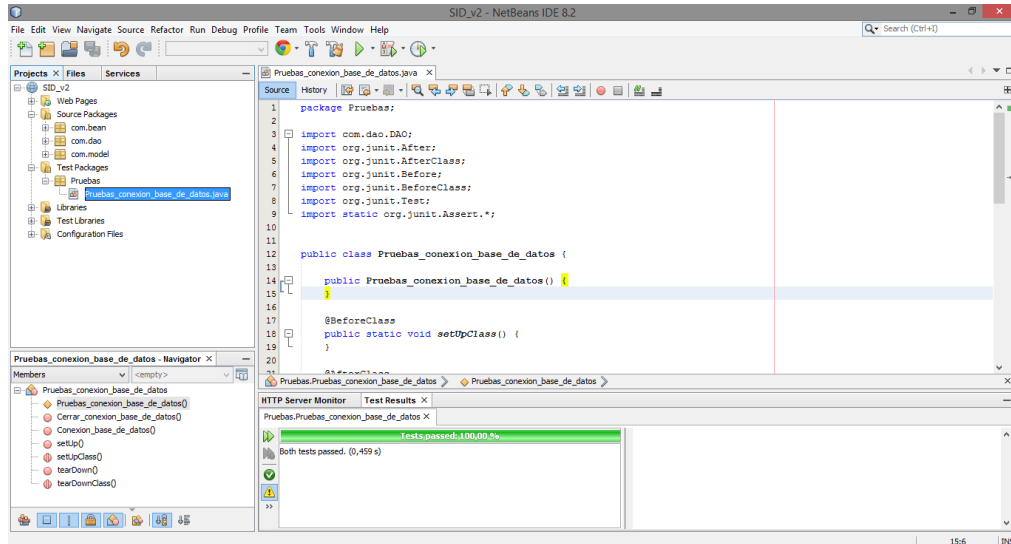 SID_v2 - NetBeans IDE 8.2
File Edit View Navigate Source Refactor Run Debug Profile Team Tools Window Help
Search (Ctrl+I)
Projects Files Services
SID_v2
Web Pages
Source Packages
com.bean
com.dao
com.model
Test Packages
Pruebas
Pruebas_conexion_base_de_datos.java
Libraries
Test Libraries
Configuration Files
Pruebas_conexion_base_de_datos.java
Source History
1 package Pruebas;
2
3 import com.dao.DAO;
4 import org.junit.After;
5 import org.junit.AfterClass;
6 import org.junit.Before;
7 import org.junit.BeforeClass;
8 import org.junit.Test;
9 import static org.junit.Assert.*;
10
11
12 public class Pruebas_conexion_base_de_datos {
13
14 public Pruebas_conexion_base_de_datos() {
15 }
16
17 @BeforeClass
18 public static void setUpClass() {
19 }
20
21 @AfterClass
Pruebas.Pruebas_conexion_base_de_datos Pruebas_conexion_base_de_datos
Pruebas_conexion_base_de_datos - Navigator
Members <empty>
Pruebas_conexion_base_de_datos
Pruebas_conexion_base_de_datos()
Cerrar_conexion_base_de_datos()
Conexion_base_de_datos()
setUp()
setUpClass()
tearDown()
tearDownClass()
HTTP Server Monitor Test Results
Pruebas.Pruebas_conexion_base_de_datos
Tests passed: 100,00 %
Both tests passed. (0,459 s)
15:6 INS